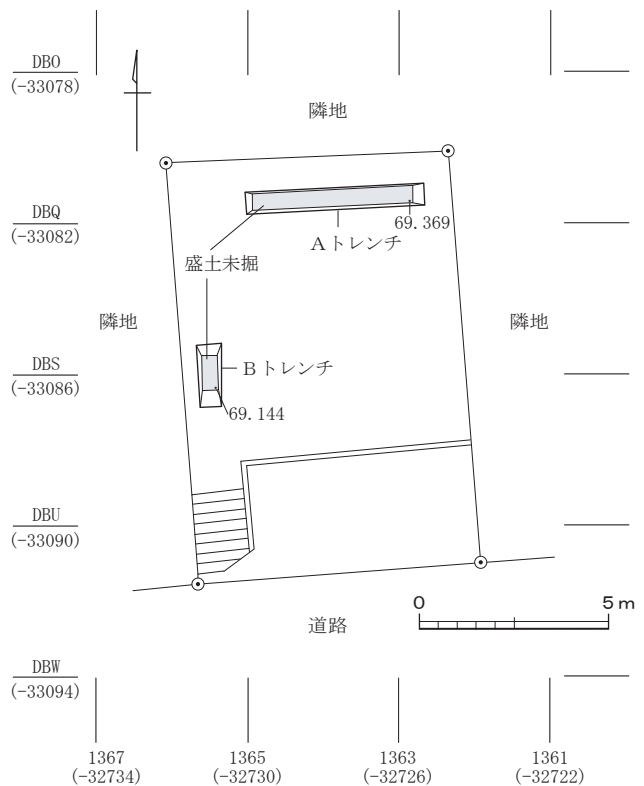 DBO
(-33078)
隣地
DBQ
(-33082)
69.369
Aトレンチ
盛土未掘
隣地
隣地
DBS
(-33086)
Bトレンチ
69.144
DBU
(-33090)
0 5m
道路
DBW
(-33094)
1367
(-32734)
1365
(-32730)
1363
(-32726)
1361
(-32722)